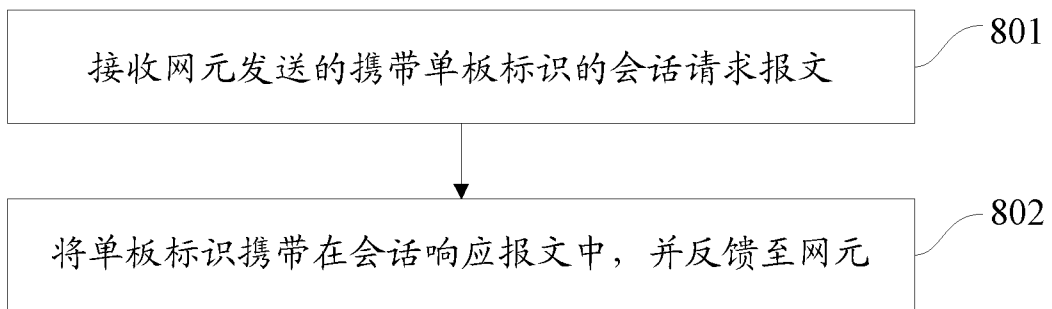 接收网元发送的携带单板标识的会话请求报文
801
将单板标识携带在会话响应报文中，并反馈至网元
802